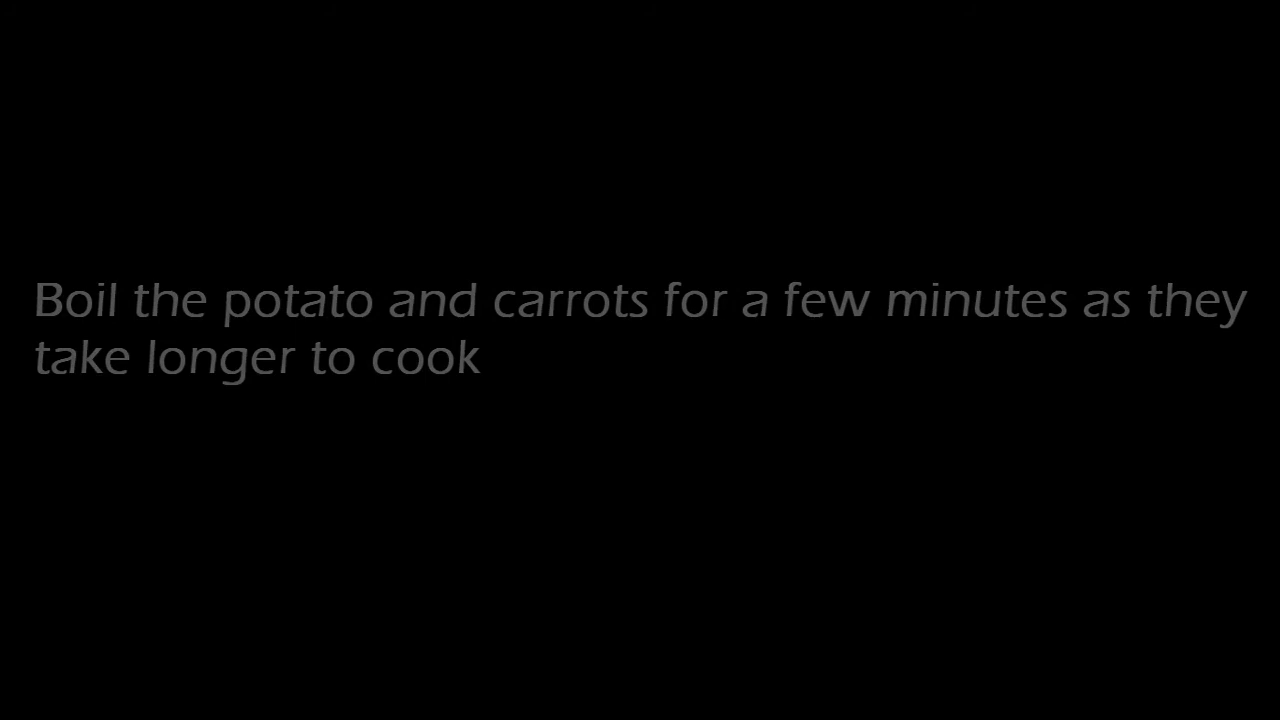 Boil the potato and carrots for a few minutes as they
take longer to cook